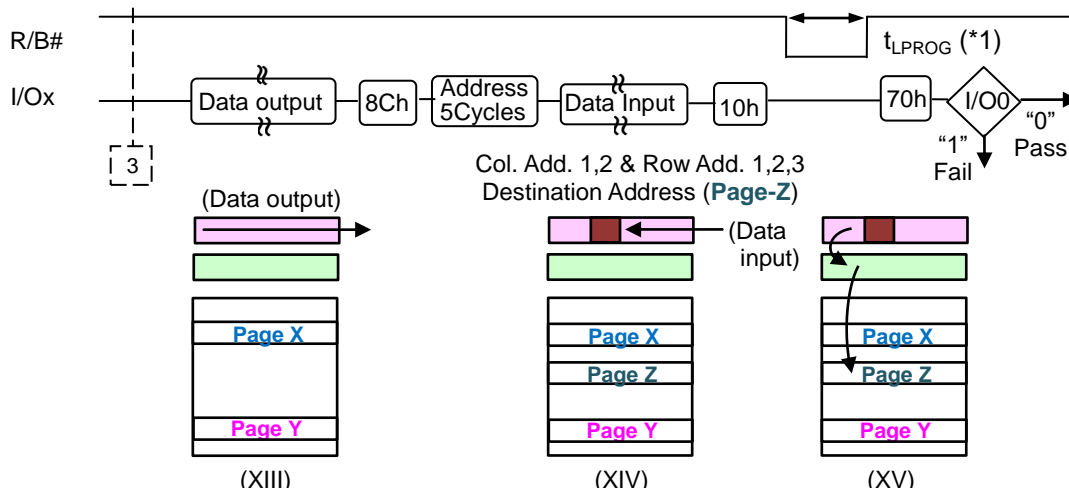 R/B#
tLPROG (*1)
I/Ox
Data output
8Ch
Address
5Cycles
Data Input
10h
70h
I/O0
“0”
Pass
“1”
Fail
3
Col. Add. 1,2 & Row Add. 1,2,3
Destination Address (Page-Z)
(Data output)
(Data
input)
Page X
Page Y
(XIII)
Page X
Page Z
Page Y
(XIV)
Page X
Page Z
Page Y
(XV)